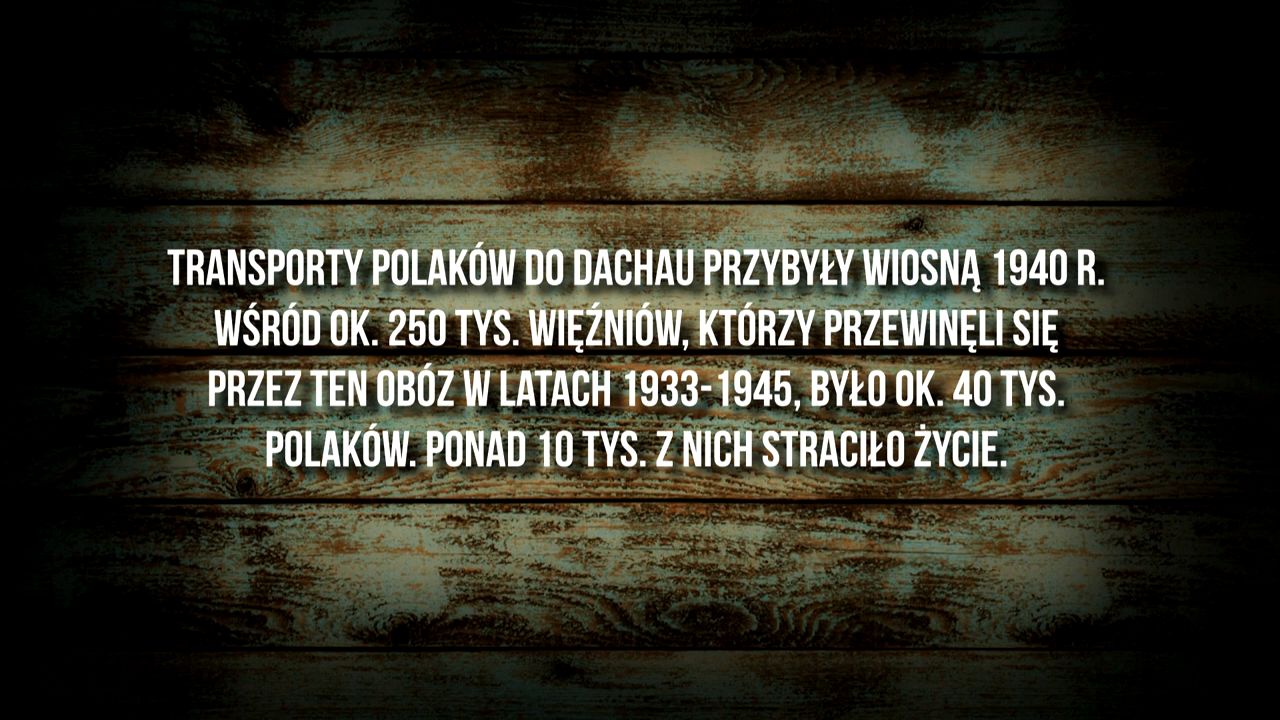 TRANSPORTY POLAKÓW DO DACHAU PRZYBYŁY WIOSNĄ 1940 R.
WŚRÓD OK. 250 TYS. WIĘŹNIÓW, KTÓRZY PRZEWINĘLI SIĘ
PRZEZ TEN OBÓZ W LATACH 1933-1945, BYŁO OK. 40 TYS.
POLAKÓW. PONAD 10 TYS. Z NICH STRACIŁO ŻYCIE.